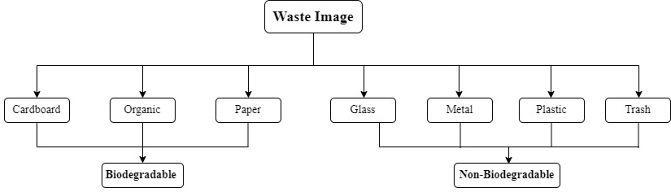 Waste Image
Cardboard
Organic
Paper
Glass
Metal
Plastic
Trash
Biodegradable
Non-Biodegradable